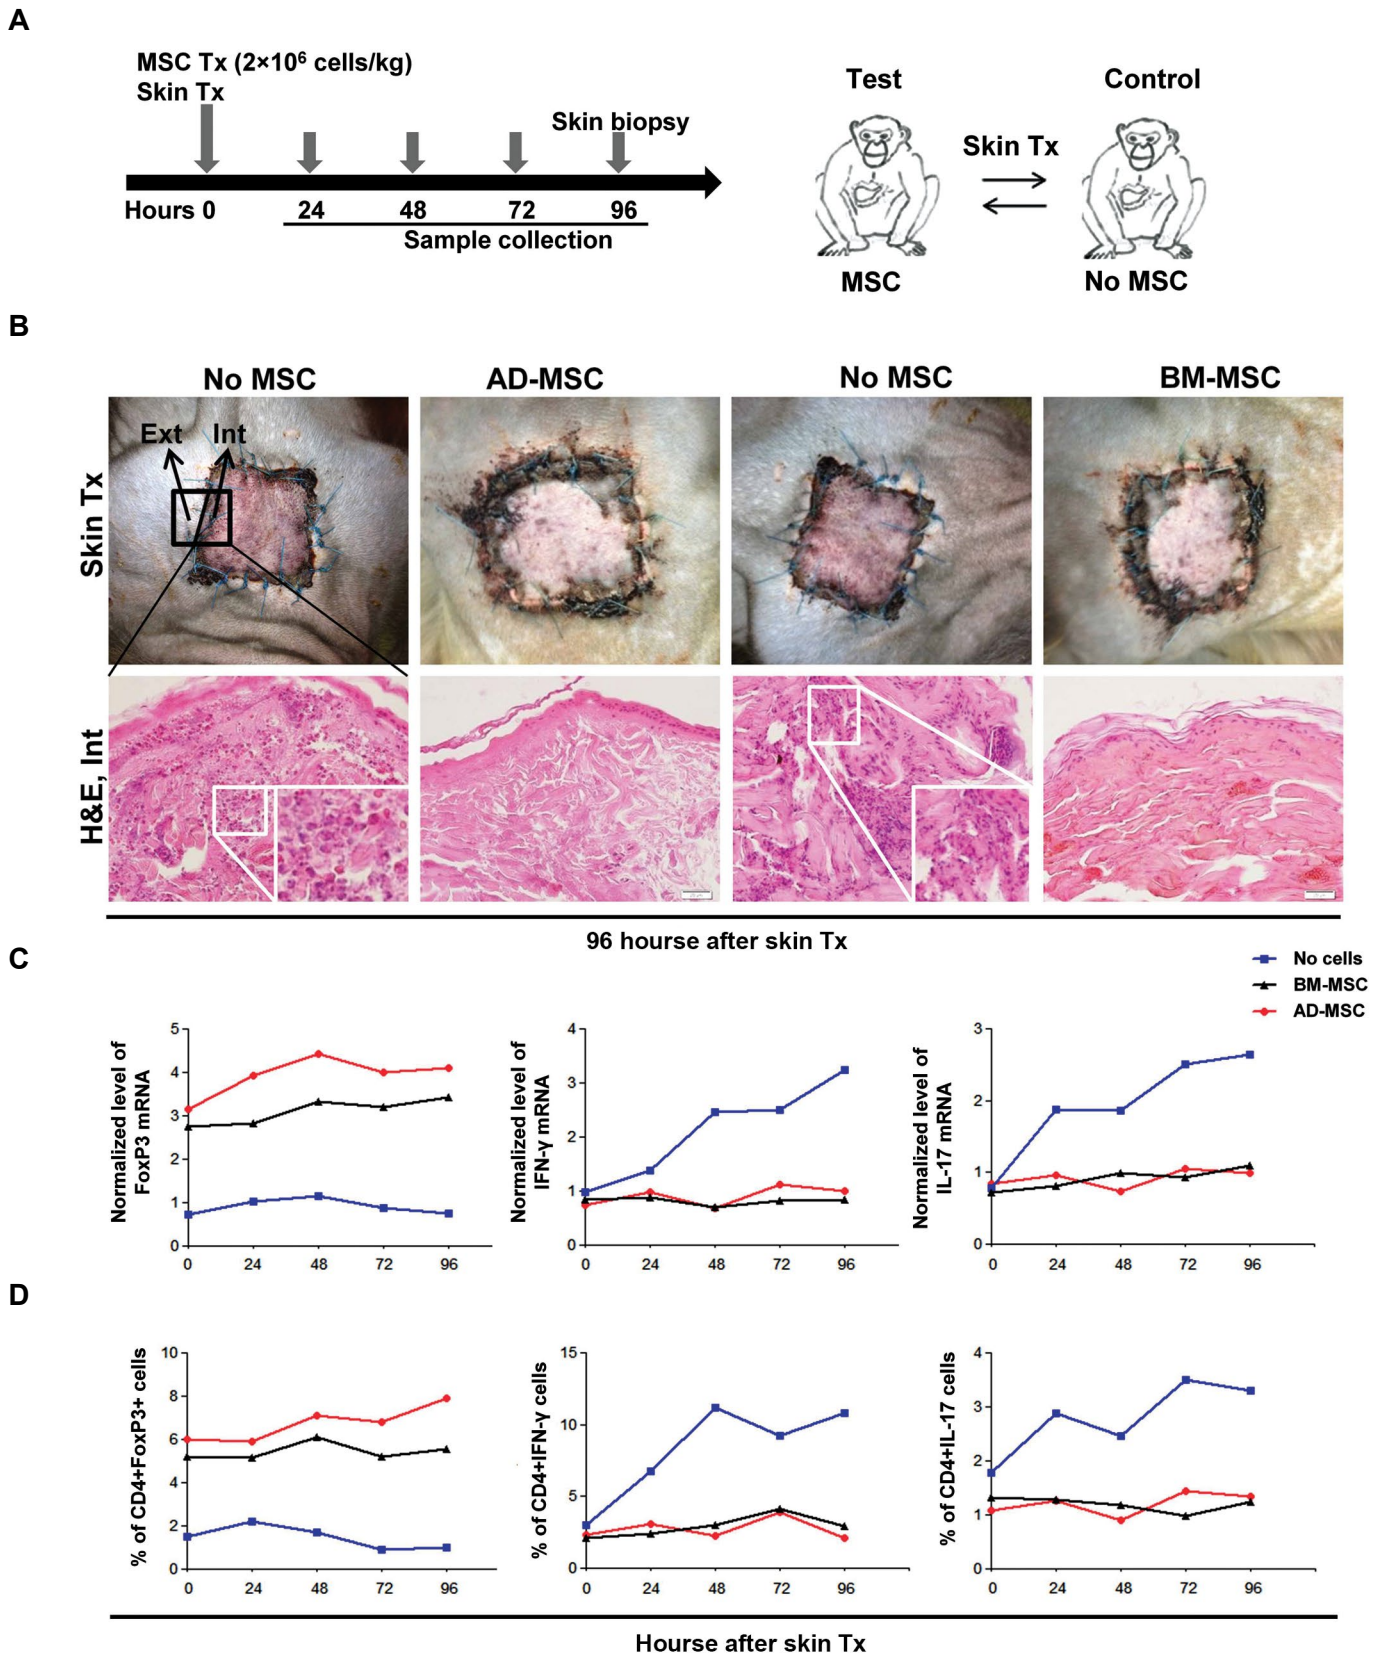 A
MSC Tx (2×10⁶ cells/kg)
Skin Tx
Skin biopsy
Hours 0 24 48 72 96
Sample collection
Test Control
Skin Tx
MSC No MSC
B
No MSC AD-MSC No MSC BM-MSC
Skin Tx
Ext Int
H&E, Int
96 hourse after skin Tx
C
No cells
BM-MSC
AD-MSC
Normalized level of
FoxP3 mRNA
5
4
3
2
1
0
0 24 48 72 96
Normalized level of
IFN-γ mRNA
4
3
2
1
0
0 24 48 72 96
Normalized level of
IL-17 mRNA
3
2
1
0
0 24 48 72 96
D
% of CD4+FoxP3+ cells
10
8
6
4
2
0
0 24 48 72 96
% of CD4+IFN-γ cells
15
10
5
0
0 24 48 72 96
% of CD4+IL-17 cells
4
3
2
1
0
0 24 48 72 96
Hourse after skin Tx